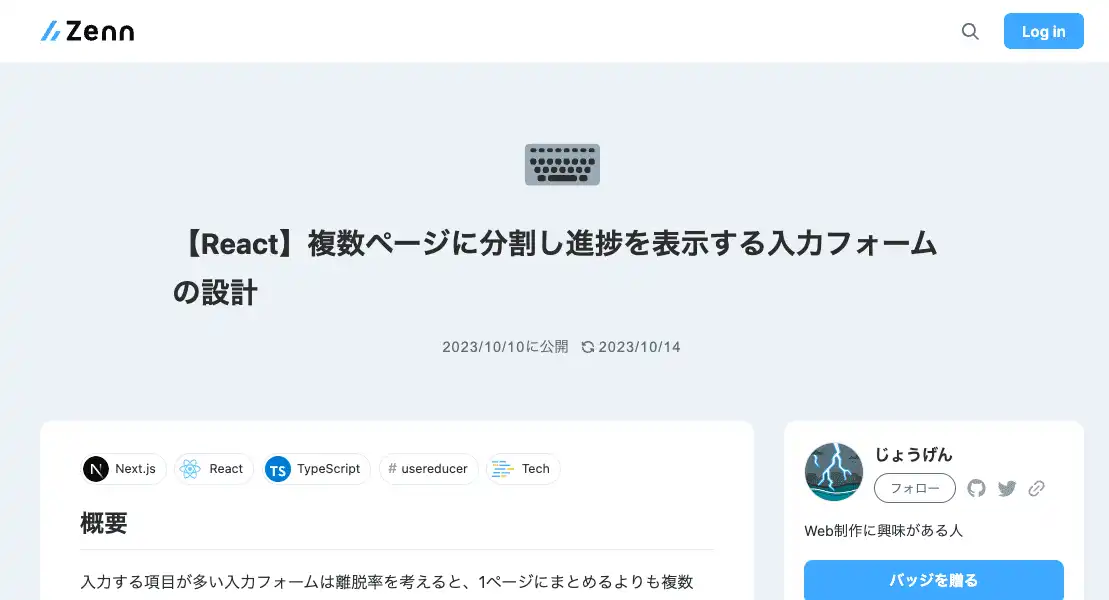 Zenn
Log in
【React】複数ページに分割し進捗を表示する入力フォーム
の設計
2023/10/10に公開 2023/10/14
Next.js React TypeScript # usereducer Tech
概要
入力する項目が多い入力フォームは離脱率を考えると、1ページにまとめるよりも複数
じょうげん
フォロー
Web制作に興味がある人
バッジを贈る